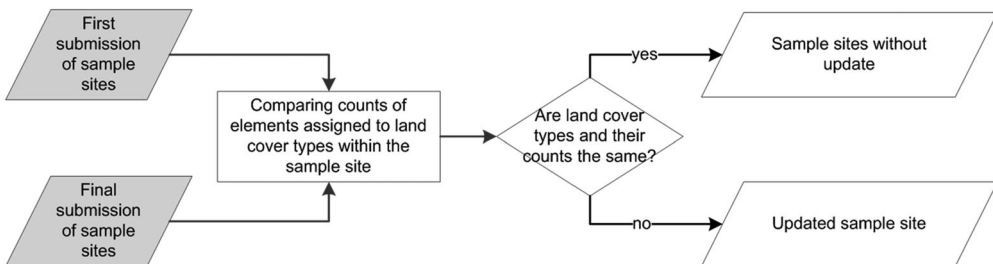 First
submission
of sample
sites
Final
submission
of sample
sites
Comparing counts of
elements assigned to land
cover types within the
sample site
Are land cover
types and their
counts the same?
yes
no
Sample sites without
update
Updated sample site